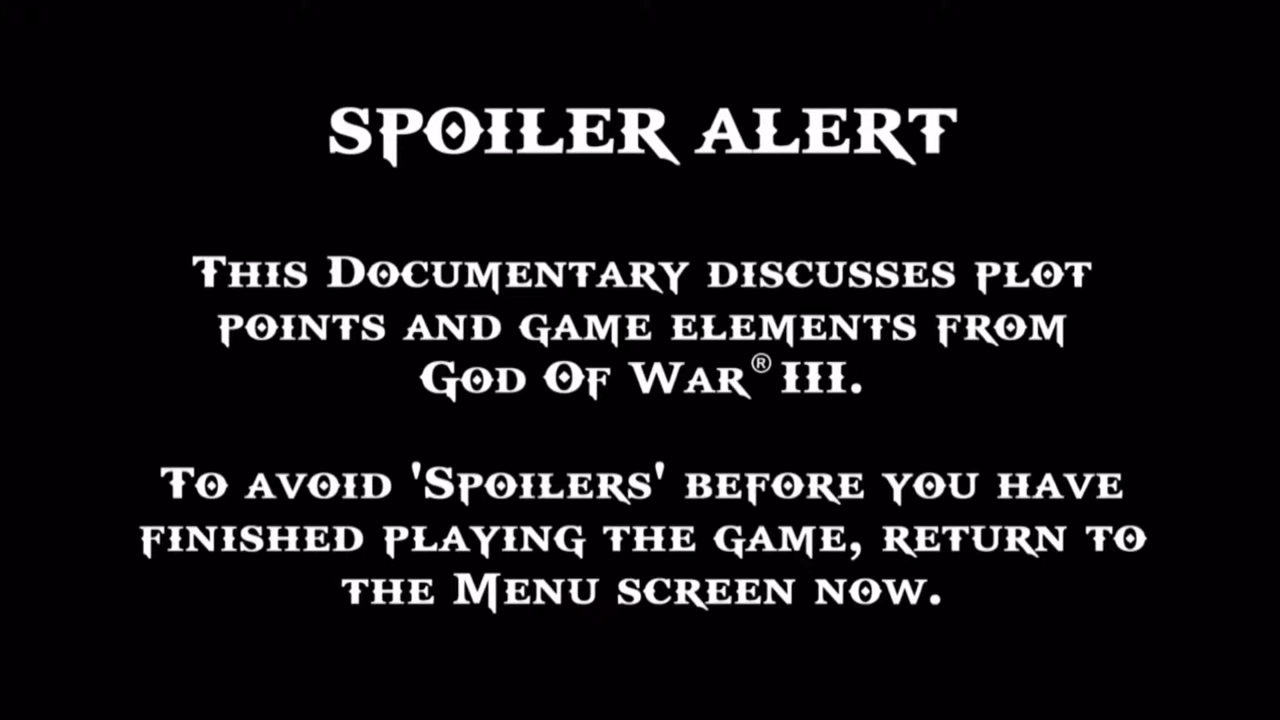 SPOILER ALERT
THIS DOCUMENTARY DISCUSSES PLOT
POINTS AND GAME ELEMENTS FROM
GOD OF WAR® III.
TO AVOID 'SPOILERS' BEFORE YOU HAVE
FINISHED PLAYING THE GAME, RETURN TO
THE MENU SCREEN NOW.